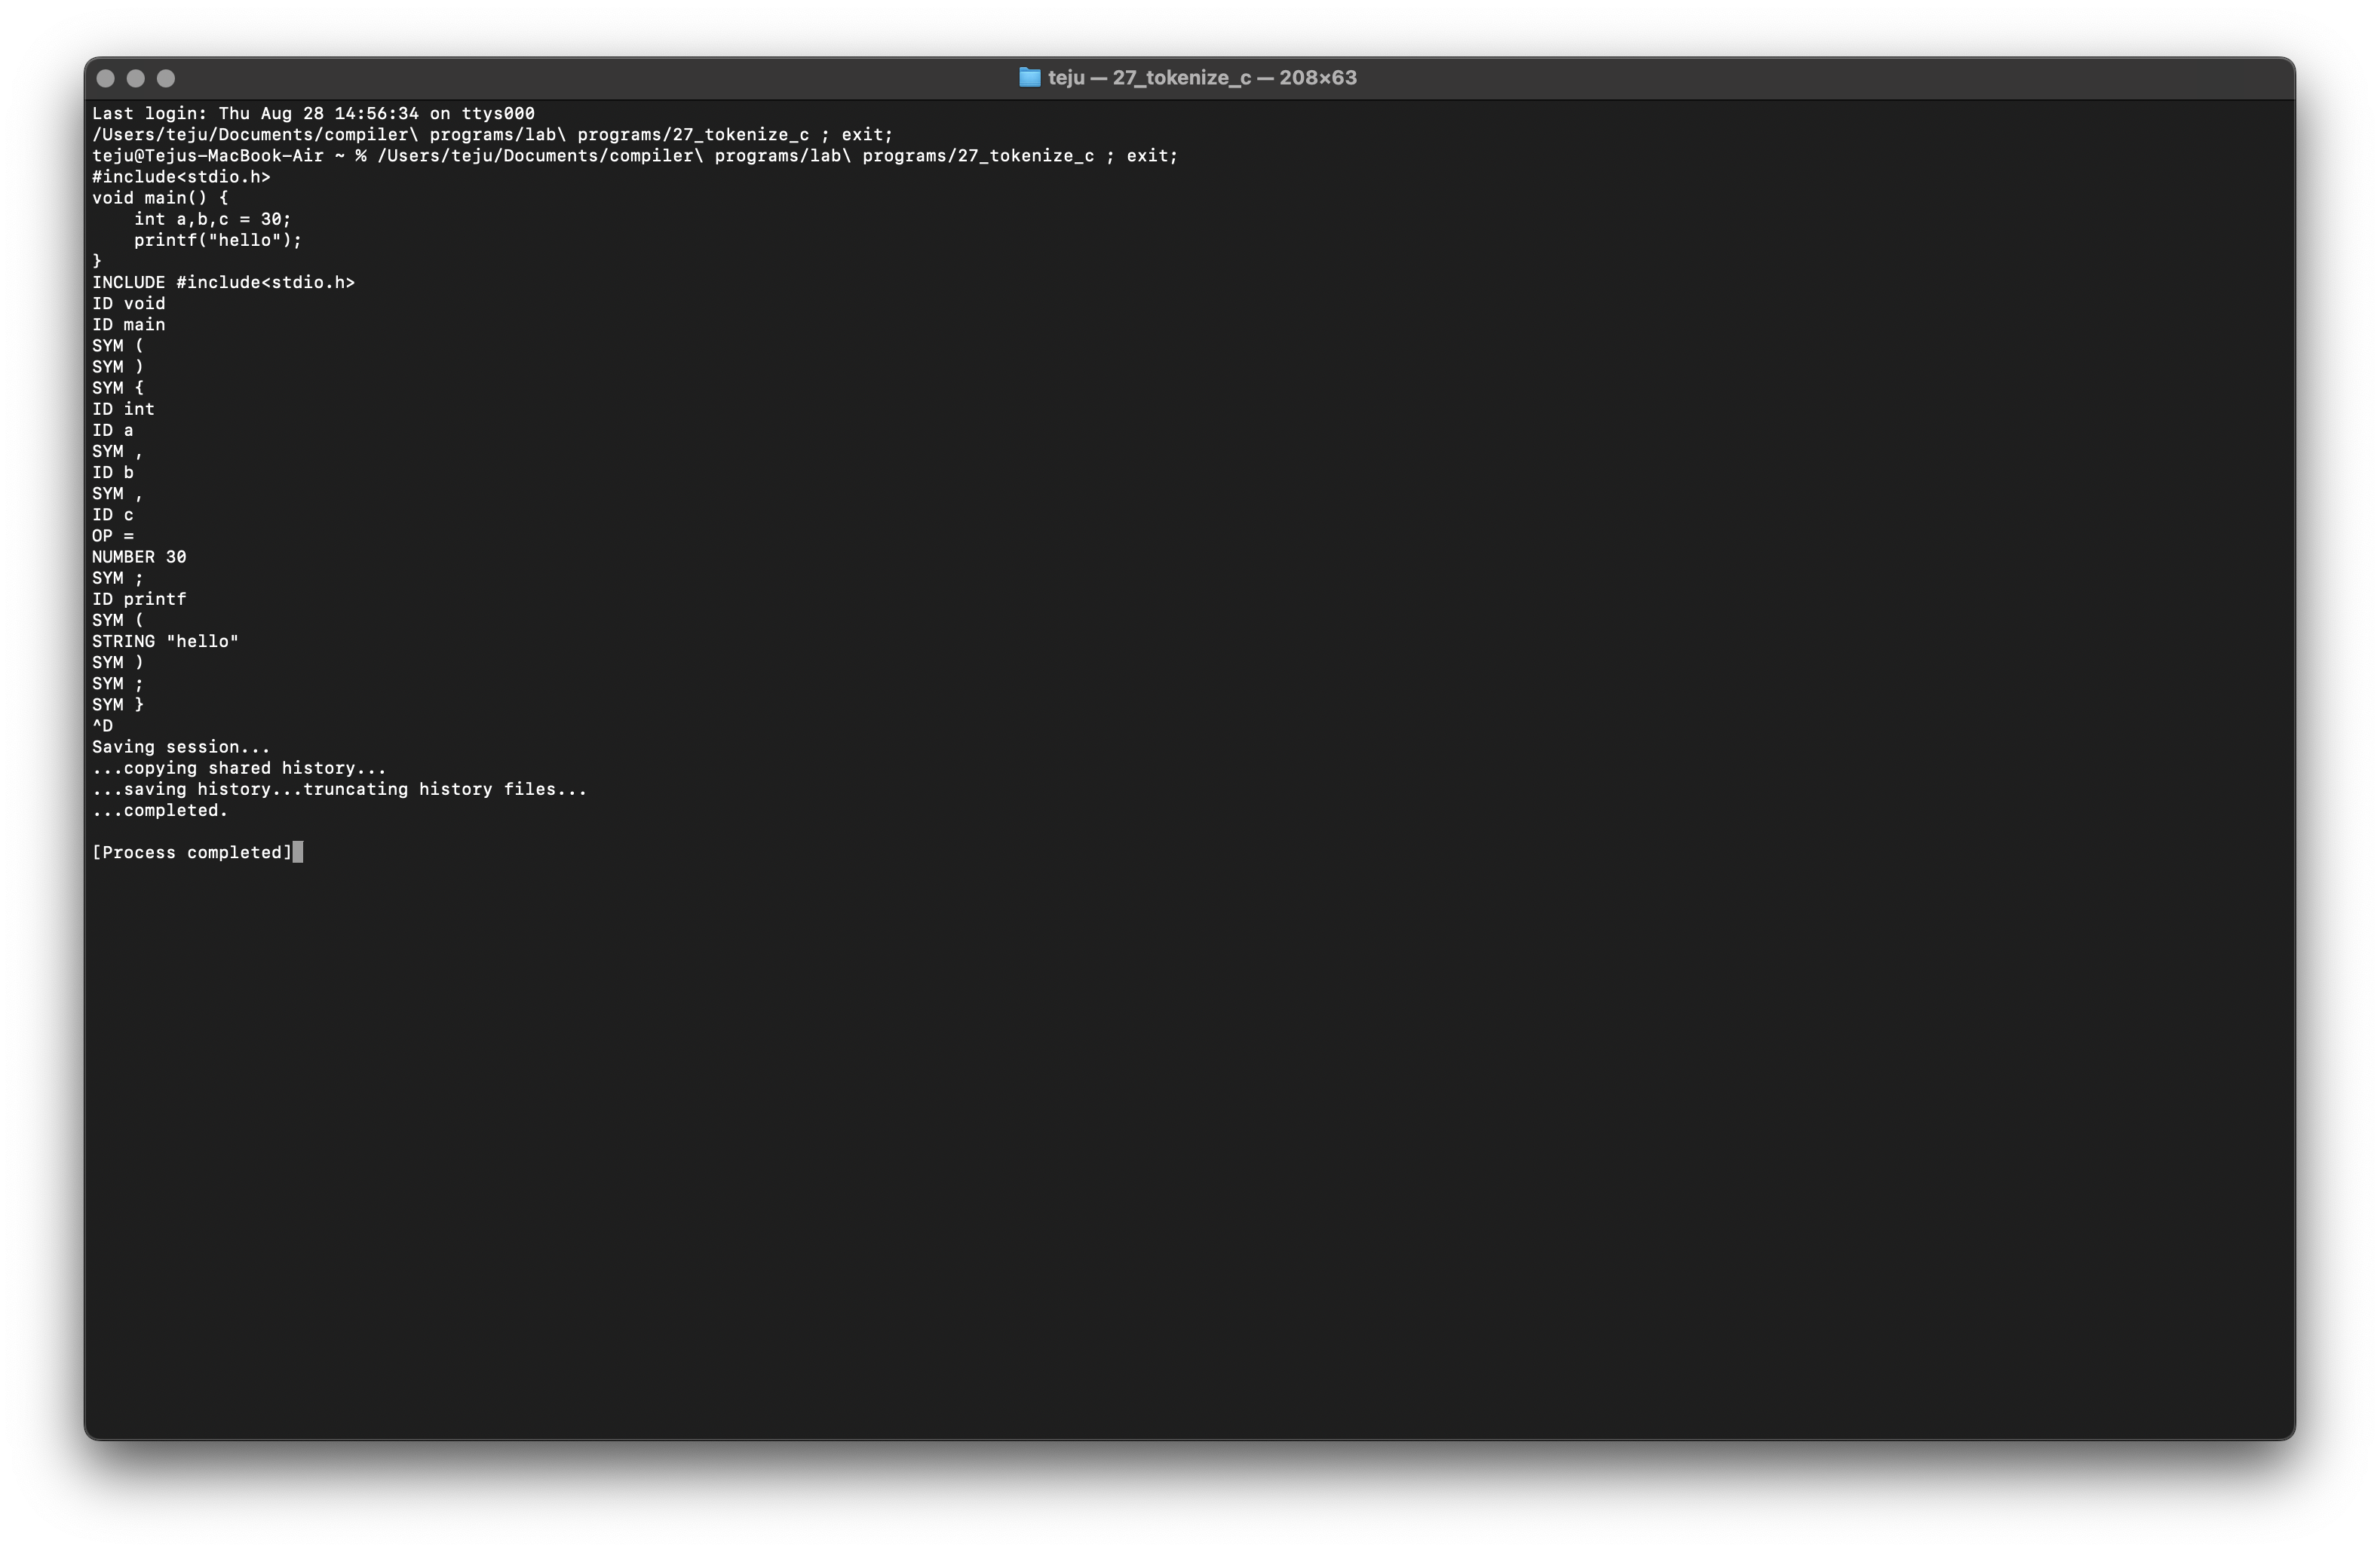 teju — 27_tokenize_c — 208×63
Last login: Thu Aug 28 14:56:34 on ttys000
/Users/teju/Documents/compiler\ programs/lab\ programs/27_tokenize_c ; exit;
teju@Tejus-MacBook-Air ~ % /Users/teju/Documents/compiler\ programs/lab\ programs/27_tokenize_c ; exit;
#include<stdio.h>
void main() {
    int a,b,c = 30;
    printf("hello");
}
INCLUDE #include<stdio.h>
ID void
ID main
SYM (
SYM )
SYM {
ID int
ID a
SYM ,
ID b
SYM ,
ID c
OP =
NUMBER 30
SYM ;
ID printf
SYM (
STRING "hello"
SYM )
SYM ;
SYM }
^D
Saving session...
...copying shared history...
...saving history...truncating history files...
...completed.

[Process completed]